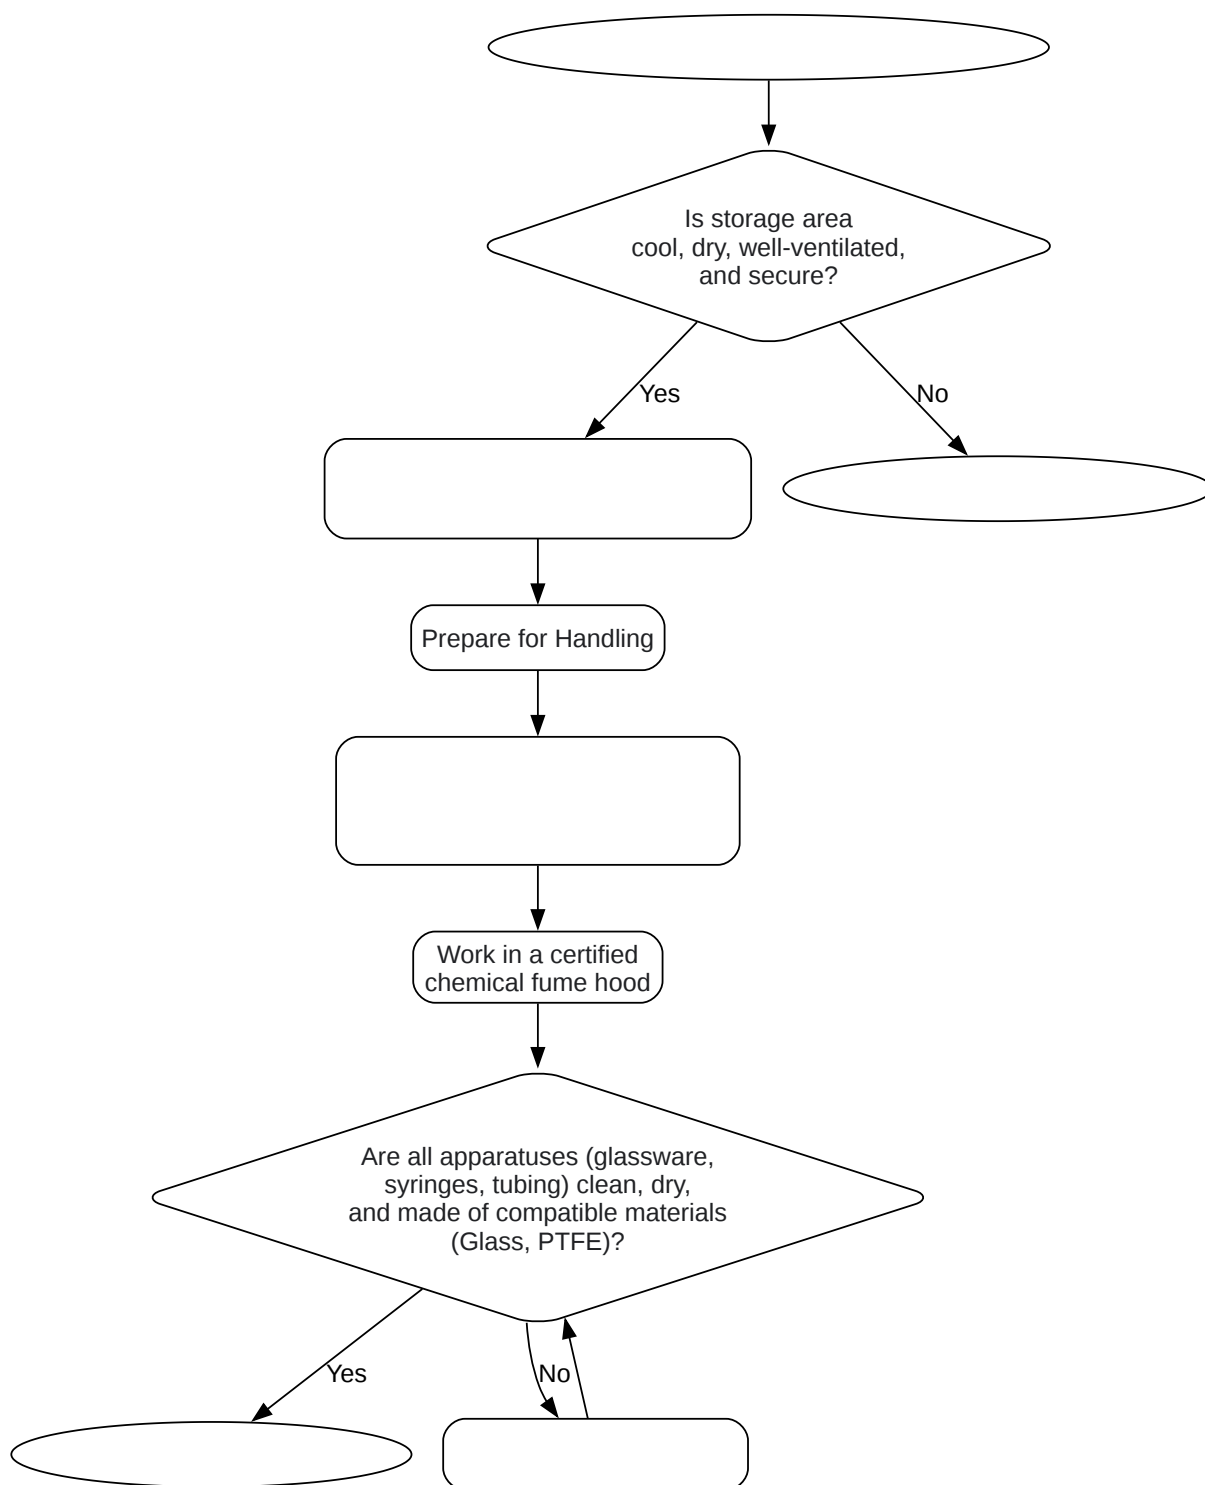 Is storage area
cool, dry, well-ventilated,
and secure?
Yes
No
Prepare for Handling
Work in a certified
chemical fume hood
Are all apparatuses (glassware,
syringes, tubing) clean, dry,
and made of compatible materials
(Glass, PTFE)?
Yes
No